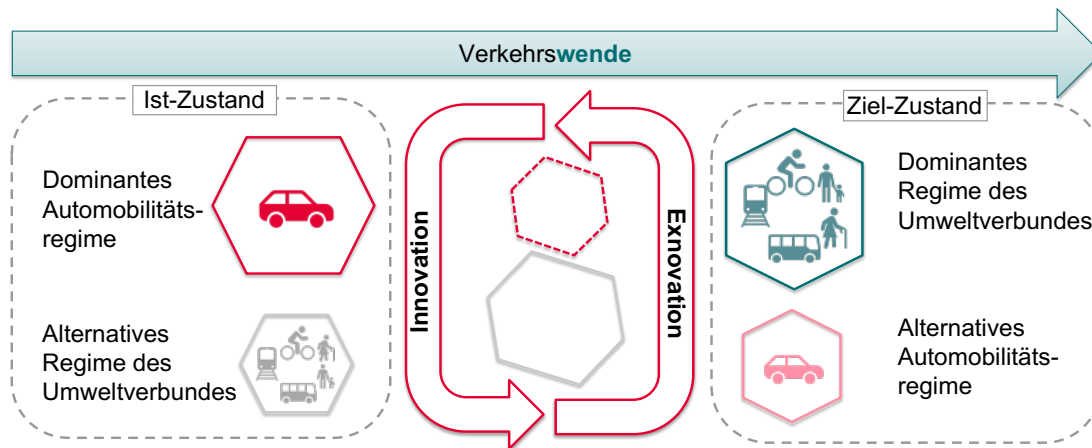 Verkehrswende
Ist-Zustand
Dominantes
Automobilitäts-
regime
Alternatives
Regime des
Umweltverbundes
Innovation
Exnovation
Ziel-Zustand
Dominantes
Regime des
Umweltverbundes
Alternatives
Automobilitäts-
regime